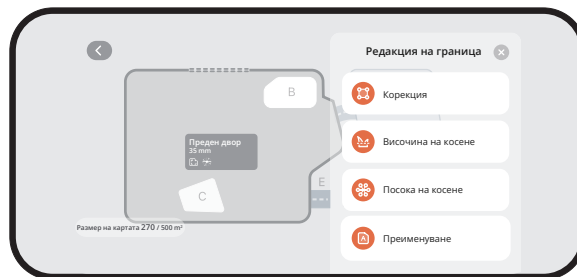 Редакция на граница
B
Корекция
Преден двор
35 mm
Височина на косене
E
C
Посока на косене
Размер на картата 270 / 500 m²
A
Преименуване